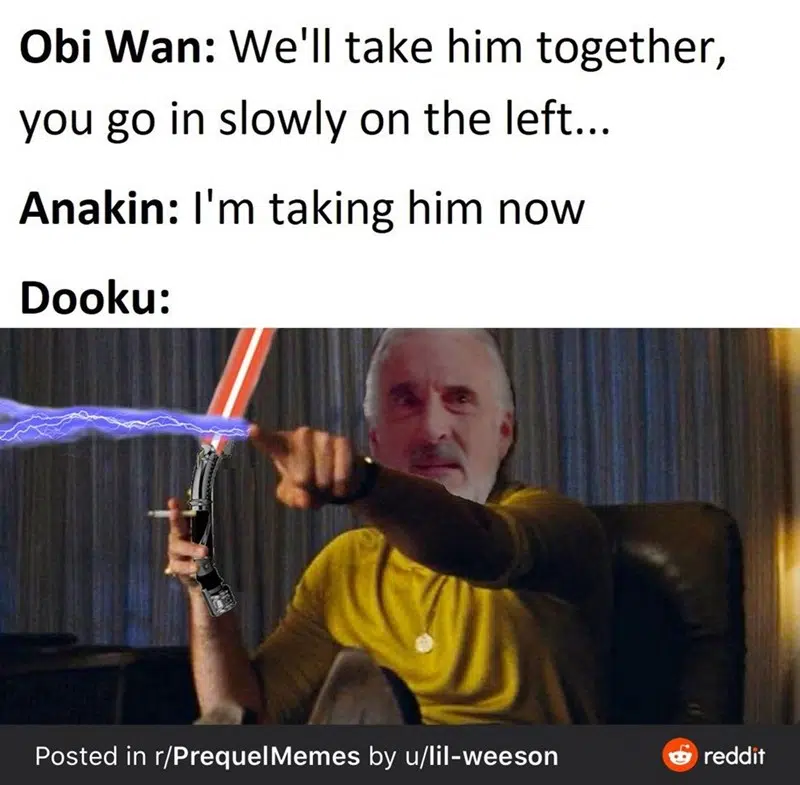 Obi Wan: We'll take him together,
you go in slowly on the left...
Anakin: I'm taking him now
Dooku:
Posted in r/PrequelMemes by u/lil-weeson
reddit